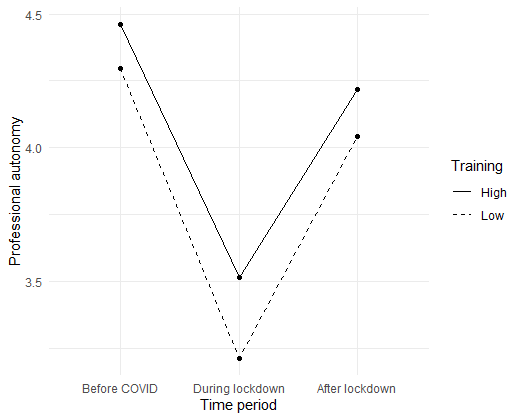 4.5
4.0
3.5
Professional autonomy
Before COVID
During lockdown
After lockdown
Time period
Training
High
Low